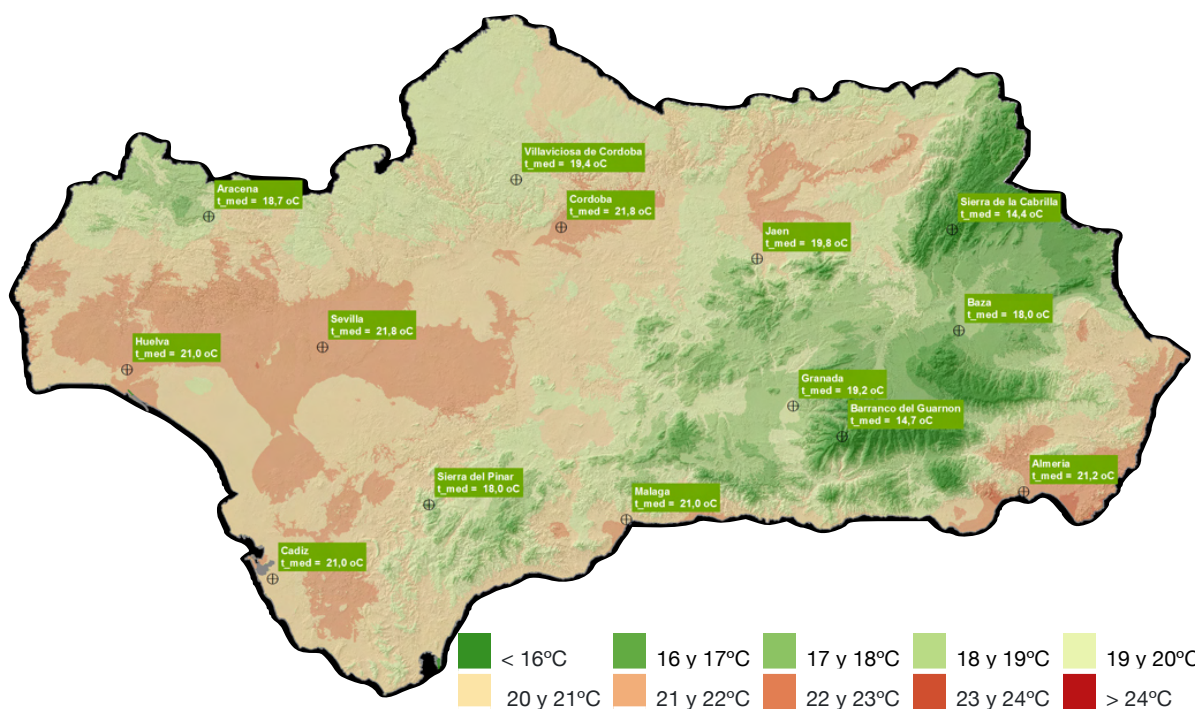 Villaviciosa de Cordoba
t_med = 19,4 oC
Aracena
t_med = 18,7 oC
Cordoba
t_med = 21,8 oC
Sierra de la Cabrilla
t_med = 14,4 oC
Jaen
t_med = 19,8 oC
Baza
t_med = 18,0 oC
Sevilla
t_med = 21,8 oC
Huelva
t_med = 21,0 oC
Granada
t_med = 19,2 oC
Barranco del Guarnon
t_med = 14,7 oC
Almeria
t_med = 21,2 oC
Sierra del Pinar
t_med = 18,0 oC
Malaga
t_med = 21,0 oC
Cadiz
t_med = 21,0 oC
< 16ºC
16 y 17ºC
17 y 18ºC
18 y 19ºC
19 y 20ºC
20 y 21ºC
21 y 22ºC
22 y 23ºC
23 y 24ºC
> 24ºC